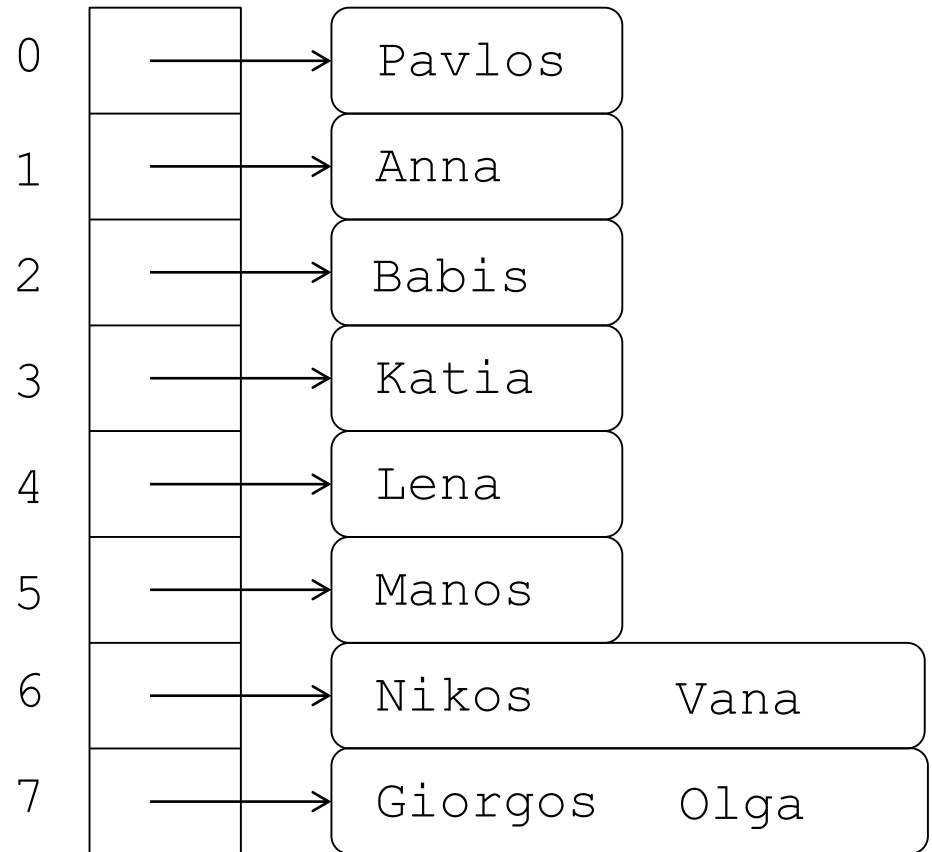 0 Pavlos
1 Anna
2 Babis
3 Katia
4 Lena
5 Manos
6 Nikos Vana
7 Giorgos Olga